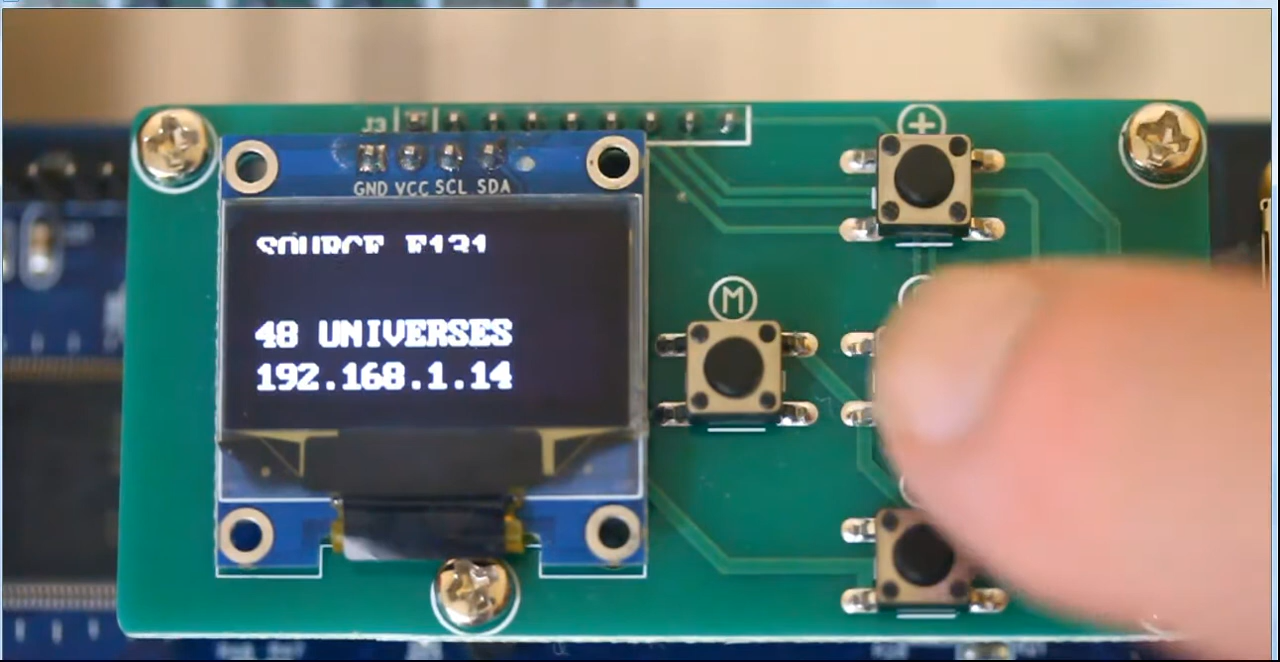 J3
+
GND VCC SCL SDA
SOURCE E131
M
48 UNIVERSES
192.168.1.14